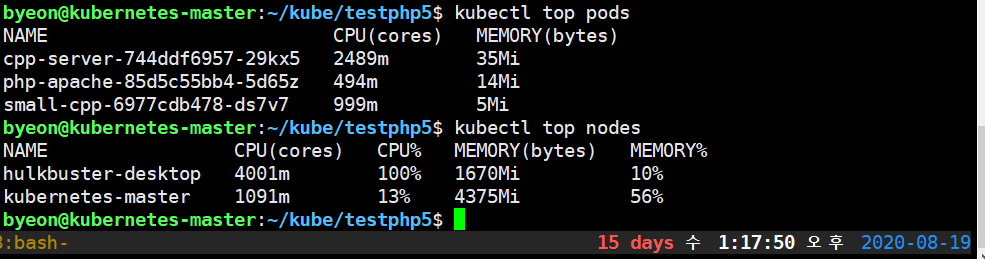 byeon@kubernetes-master:~/kube/testphp5$ kubectl top pods
NAME CPU(cores) MEMORY(bytes)
cpp-server-744ddf6957-29kx5 2489m 35Mi
php-apache-85d5c55bb4-5d65z 494m 14Mi
small-cpp-6977cdb478-ds7v7 999m 5Mi
byeon@kubernetes-master:~/kube/testphp5$ kubectl top nodes
NAME CPU(cores) CPU% MEMORY(bytes) MEMORY%
hulkbuster-desktop 4001m 100% 1670Mi 10%
kubernetes-master 1091m 13% 4375Mi 56%
byeon@kubernetes-master:~/kube/testphp5$
:bash- 15 days 수 1:17:50 오후 2020-08-19